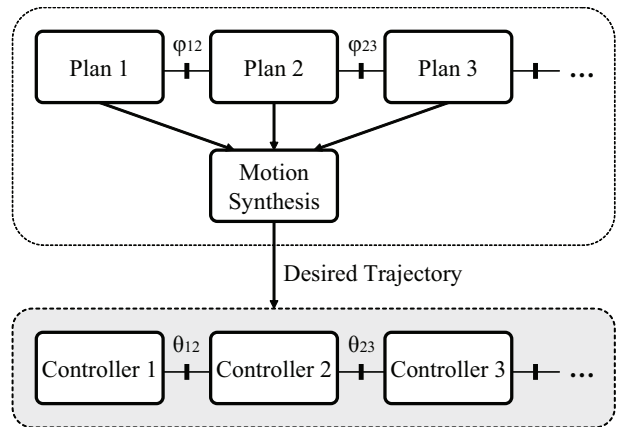 φ12 φ23
Plan 1 Plan 2 Plan 3 ...
Motion
Synthesis
Desired Trajectory
θ12 θ23
Controller 1 Controller 2 Controller 3 ...